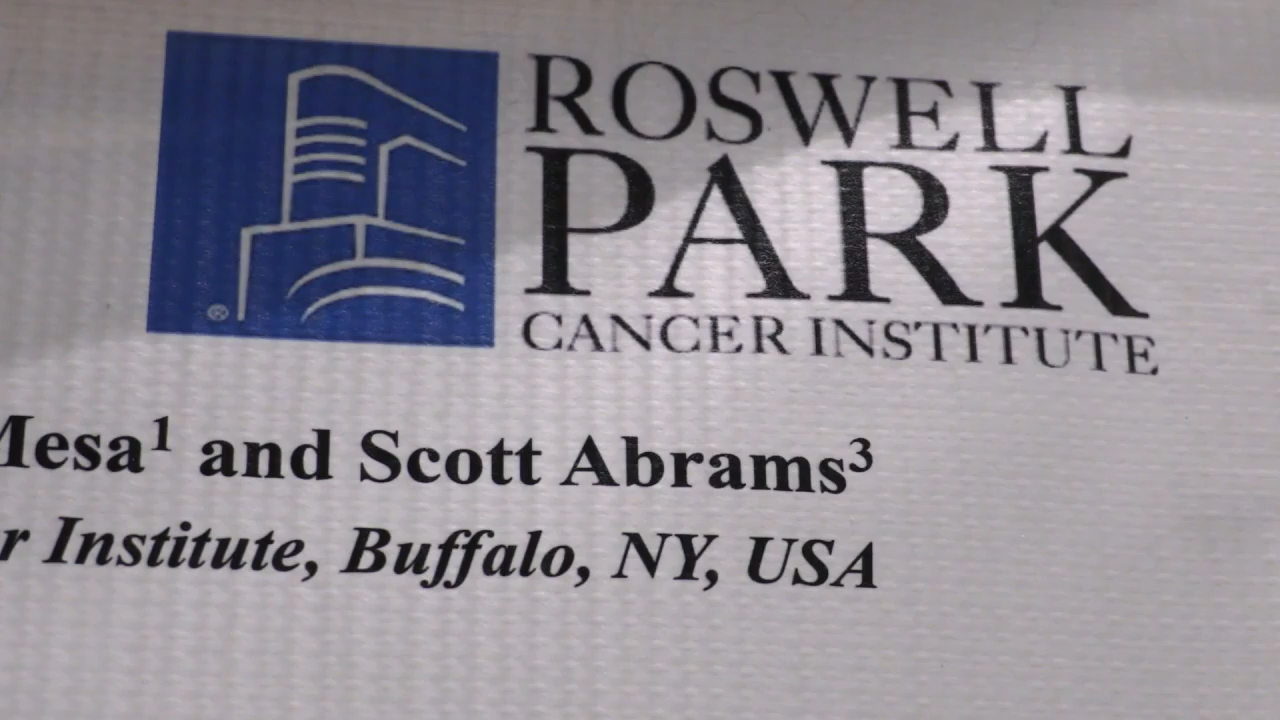 ROSWELL
PARK
CANCER INSTITUTE
®
Mesa¹ and Scott Abrams³
r Institute, Buffalo, NY, USA